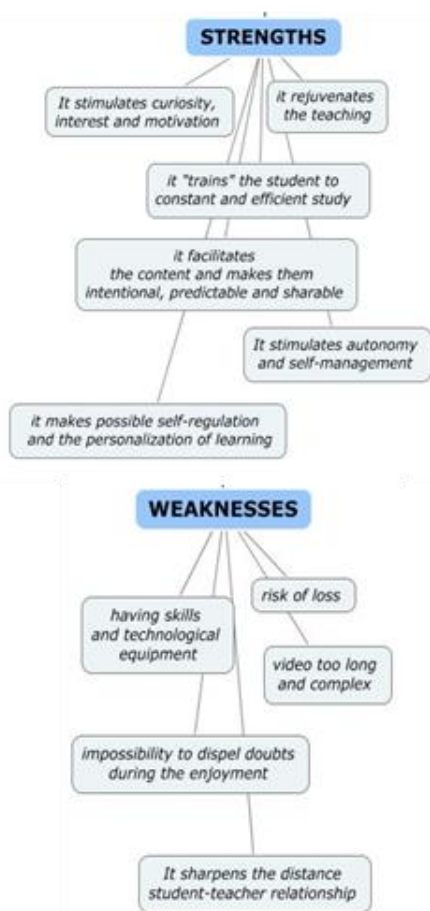 STRENGTHS
It stimulates curiosity,
interest and motivation
it rejuvenates
the teaching
it "trains" the student to
constant and efficient study
it facilitates
the content and makes them
intentional, predictable and sharable
It stimulates autonomy
and self-management
it makes possible self-regulation
and the personalization of learning
WEAKNESSES
risk of loss
having skills
and technological
equipment
video too long
and complex
impossibility to dispel doubts
during the enjoyment
It sharpens the distance
student-teacher relationship